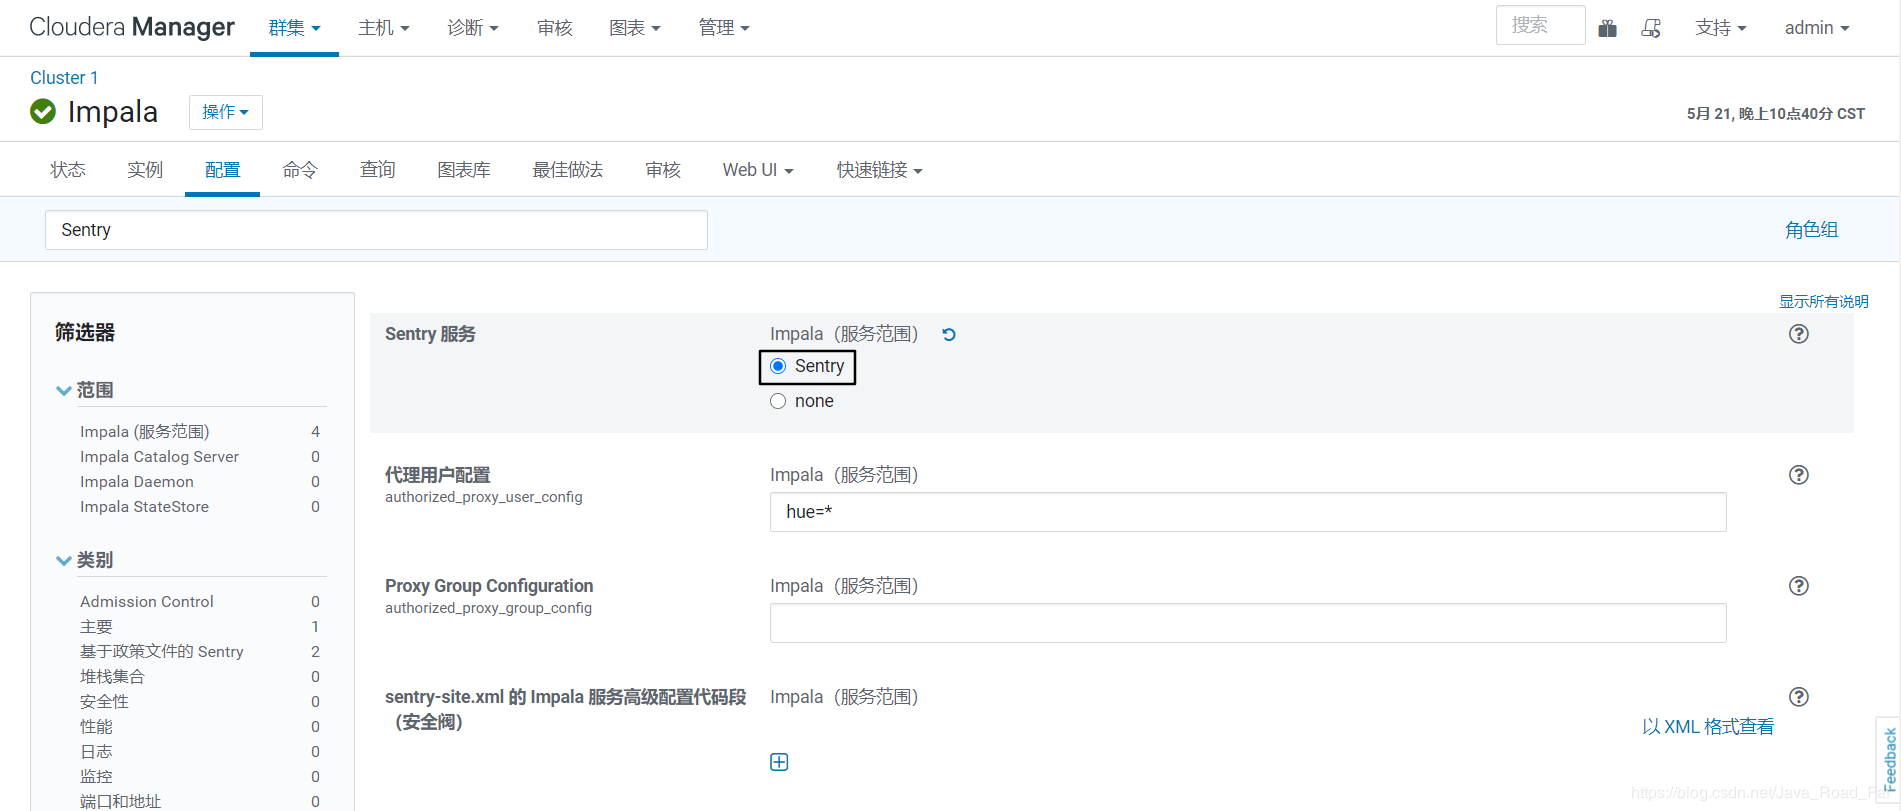 Cloudera Manager 群集 主机 诊断 审核 图表 管理 搜索 支持 admin
Cluster 1
Impala 操作
5月 21, 晚上10点40分 CST
状态 实例 配置 命令 查询 图表库 最佳做法 审核 Web UI 快速链接
Sentry 角色组
显示所有说明
筛选器
范围
Impala (服务范围) 4
Impala Catalog Server 0
Impala Daemon 0
Impala StateStore 0
类别
Admission Control 0
主要 1
基于政策文件的 Sentry 2
堆栈集合 0
安全性 0
性能 0
日志 0
监控 0
端口和地址 0
Sentry 服务 Impala（服务范围）
Sentry
none
代理用户配置 Impala（服务范围）
authorized_proxy_user_config
hue=*
Proxy Group Configuration Impala（服务范围）
authorized_proxy_group_config
sentry-site.xml 的 Impala 服务高级配置代码段 Impala（服务范围）
（安全阀）
以 XML 格式查看
Feedback